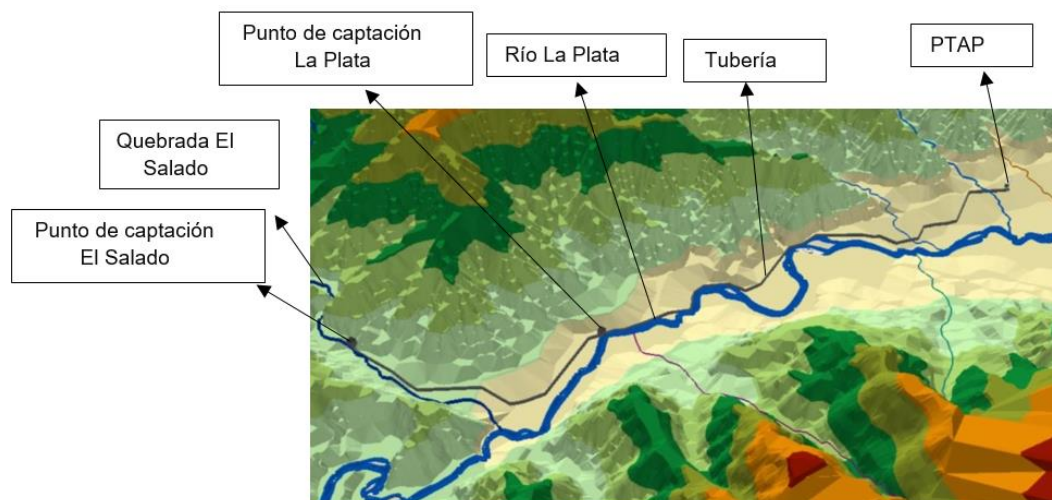 Punto de captación
La Plata
Río La Plata
Tubería
PTAP
Quebrada El
Salado
Punto de captación
El Salado